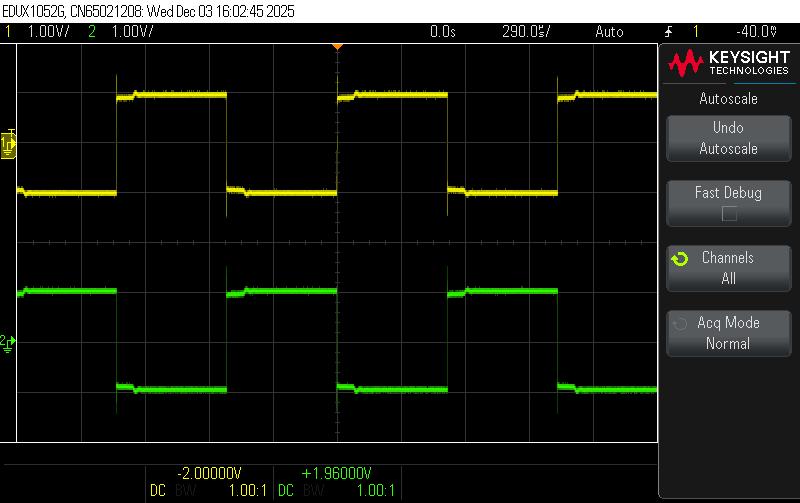 EDUX1052G, CN65021208: Wed Dec 03 16:02:45 2025
1 1.00V/ 2 1.00V/ 0.0s 290.0µs/ Auto 1 -40.0mV
KEYSIGHT
TECHNOLOGIES
Autoscale
Undo
Autoscale
Fast Debug
Channels
All
Acq Mode
Normal
1
2
-2.00000V +1.96000V
DC BW 1.00:1 DC BW 1.00:1